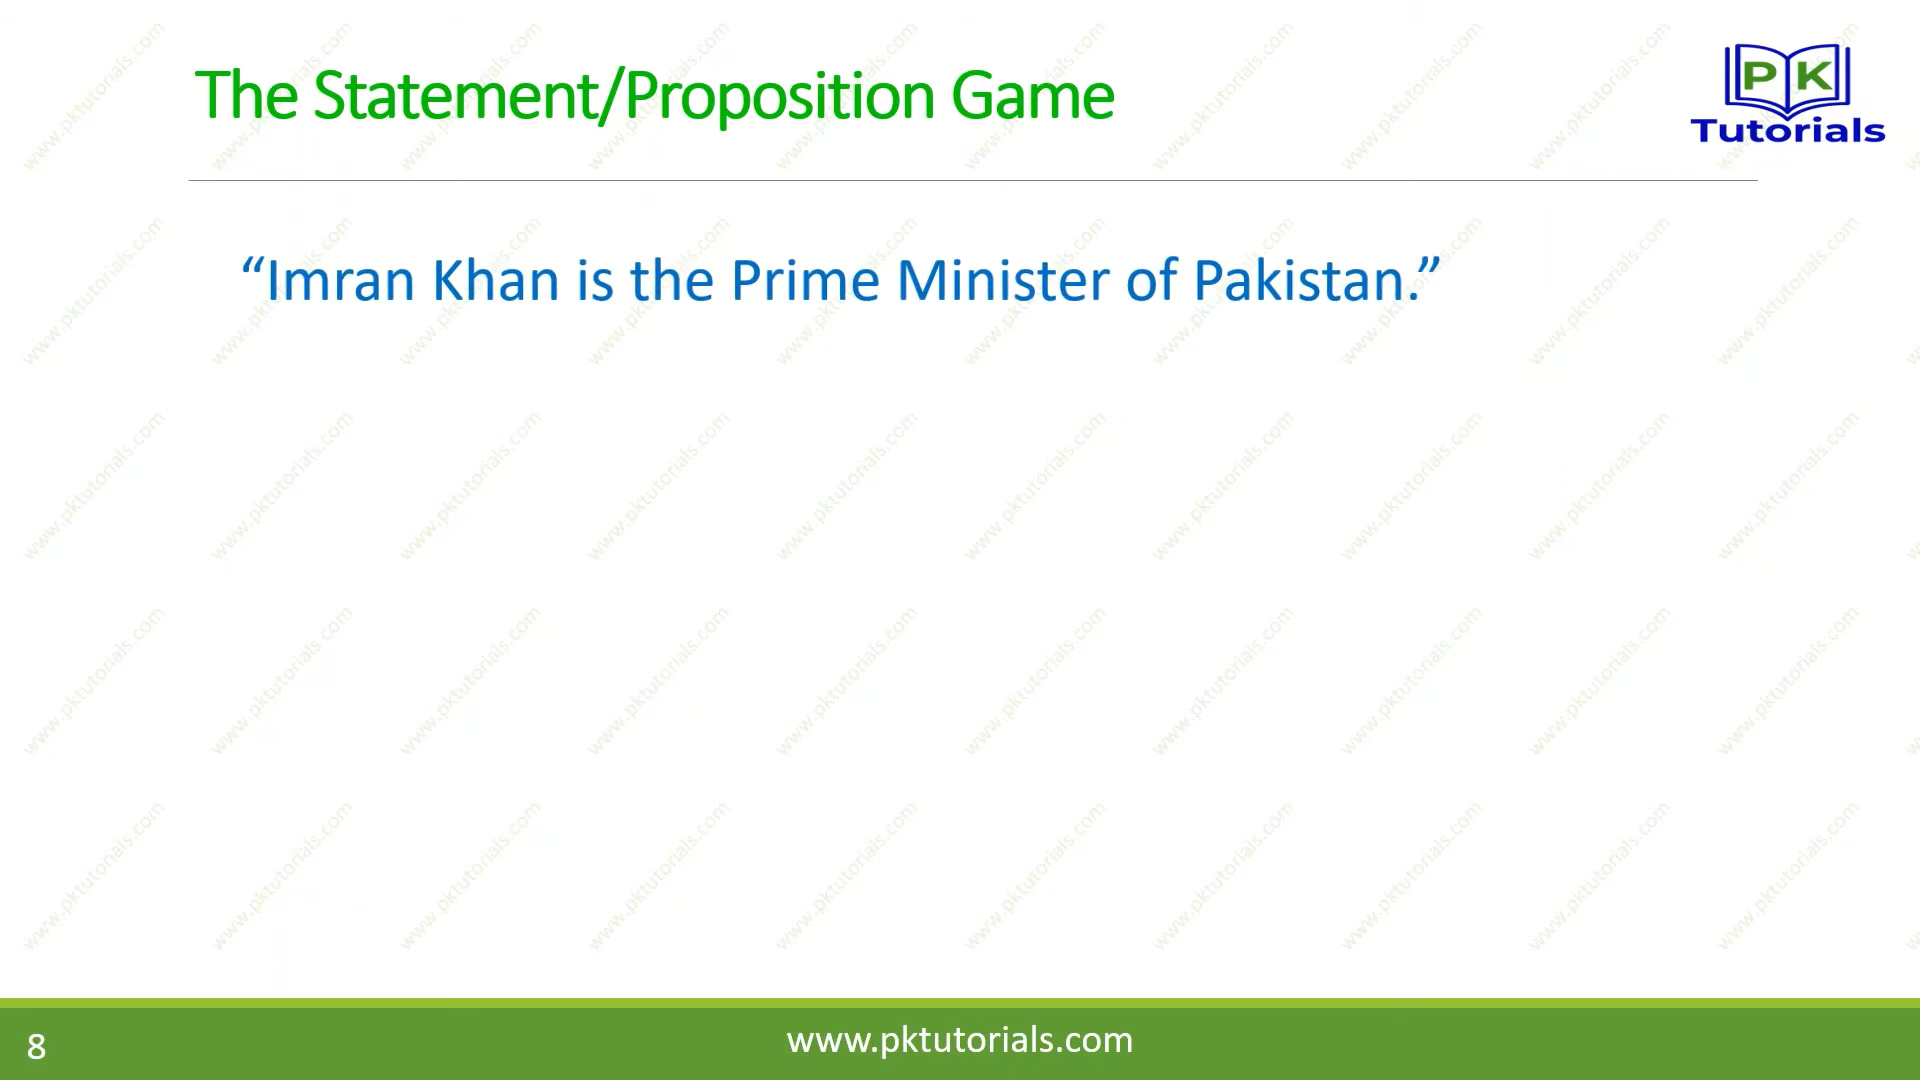 The Statement/Proposition Game
PK
Tutorials
“Imran Khan is the Prime Minister of Pakistan.”
8
www.pktutorials.com